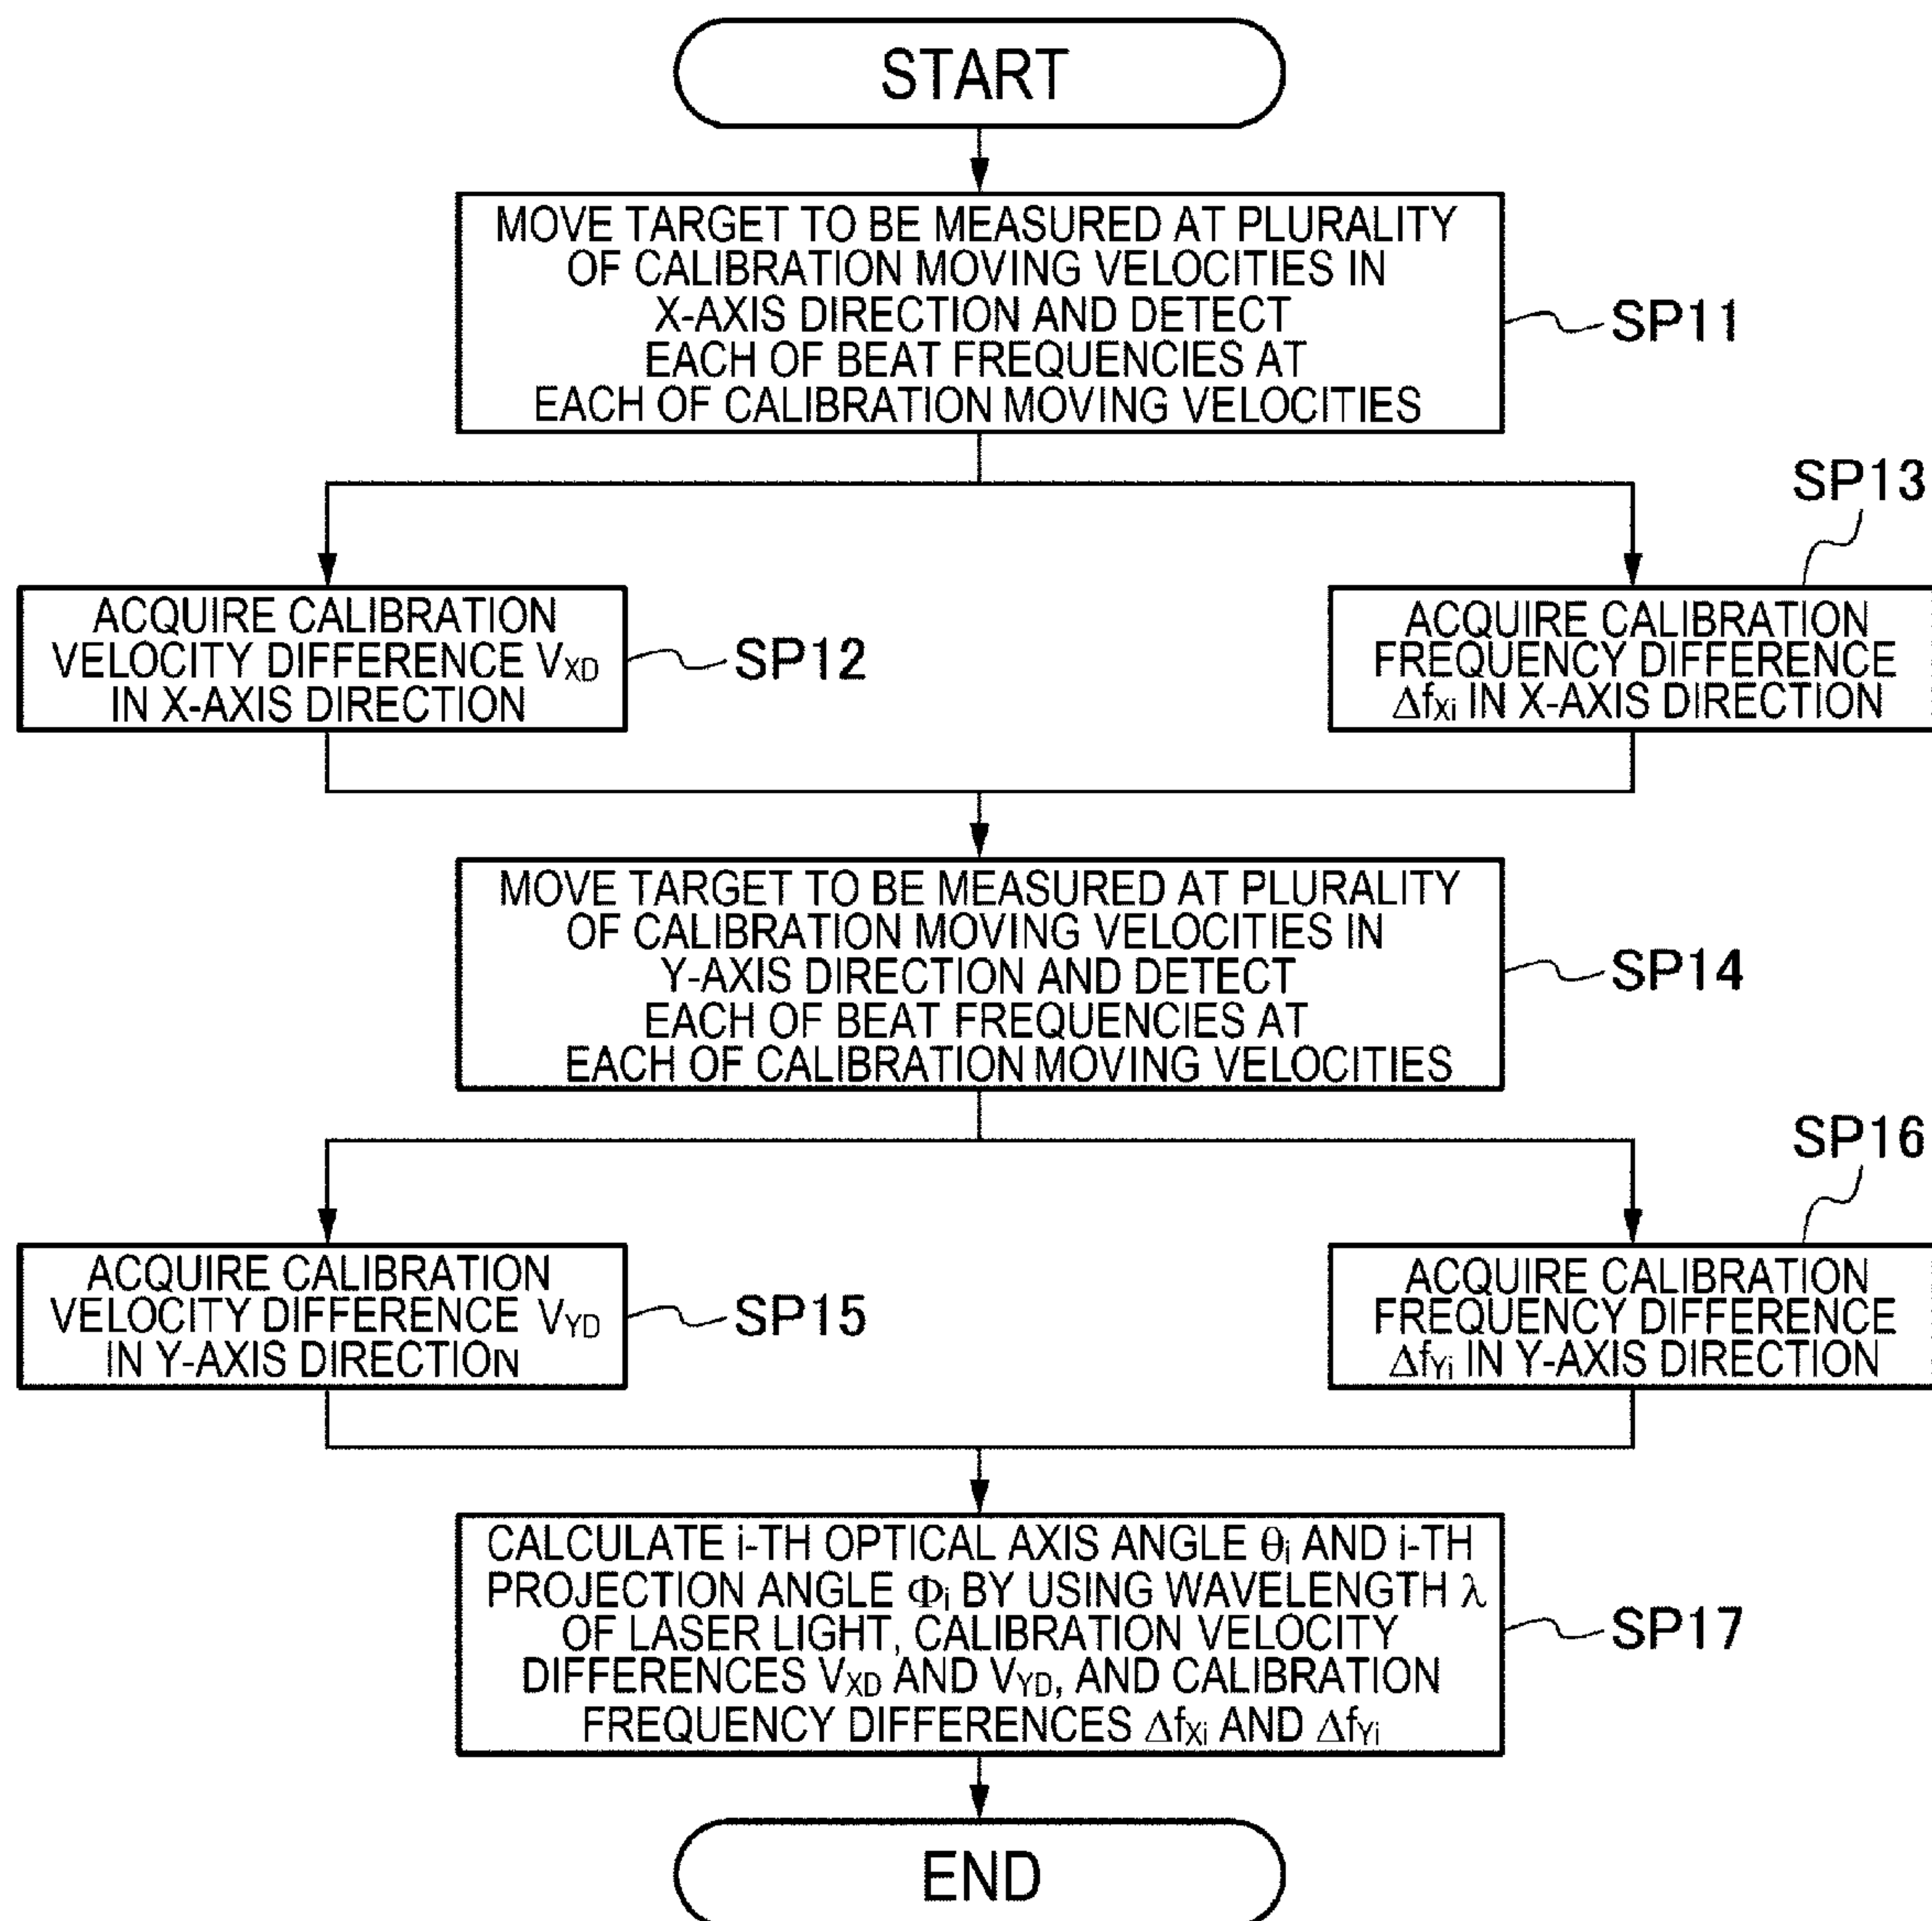 START
MOVE TARGET TO BE MEASURED AT PLURALITY
OF CALIBRATION MOVING VELOCITIES IN
X-AXIS DIRECTION AND DETECT
EACH OF BEAT FREQUENCIES AT
EACH OF CALIBRATION MOVING VELOCITIES
SP11
ACQUIRE CALIBRATION
VELOCITY DIFFERENCE VXD
IN X-AXIS DIRECTION
SP12
SP13
ACQUIRE CALIBRATION
FREQUENCY DIFFERENCE
ΔfXi IN X-AXIS DIRECTION
MOVE TARGET TO BE MEASURED AT PLURALITY
OF CALIBRATION MOVING VELOCITIES IN
Y-AXIS DIRECTION AND DETECT
EACH OF BEAT FREQUENCIES AT
EACH OF CALIBRATION MOVING VELOCITIES
SP14
ACQUIRE CALIBRATION
VELOCITY DIFFERENCE VYD
IN Y-AXIS DIRECTION
SP15
SP16
ACQUIRE CALIBRATION
FREQUENCY DIFFERENCE
ΔfYi IN Y-AXIS DIRECTION
CALCULATE i-TH OPTICAL AXIS ANGLE θi AND i-TH
PROJECTION ANGLE Φi BY USING WAVELENGTH λ
OF LASER LIGHT, CALIBRATION VELOCITY
DIFFERENCES VXD AND VYD, AND CALIBRATION
FREQUENCY DIFFERENCES ΔfXi AND ΔfYi
SP17
END